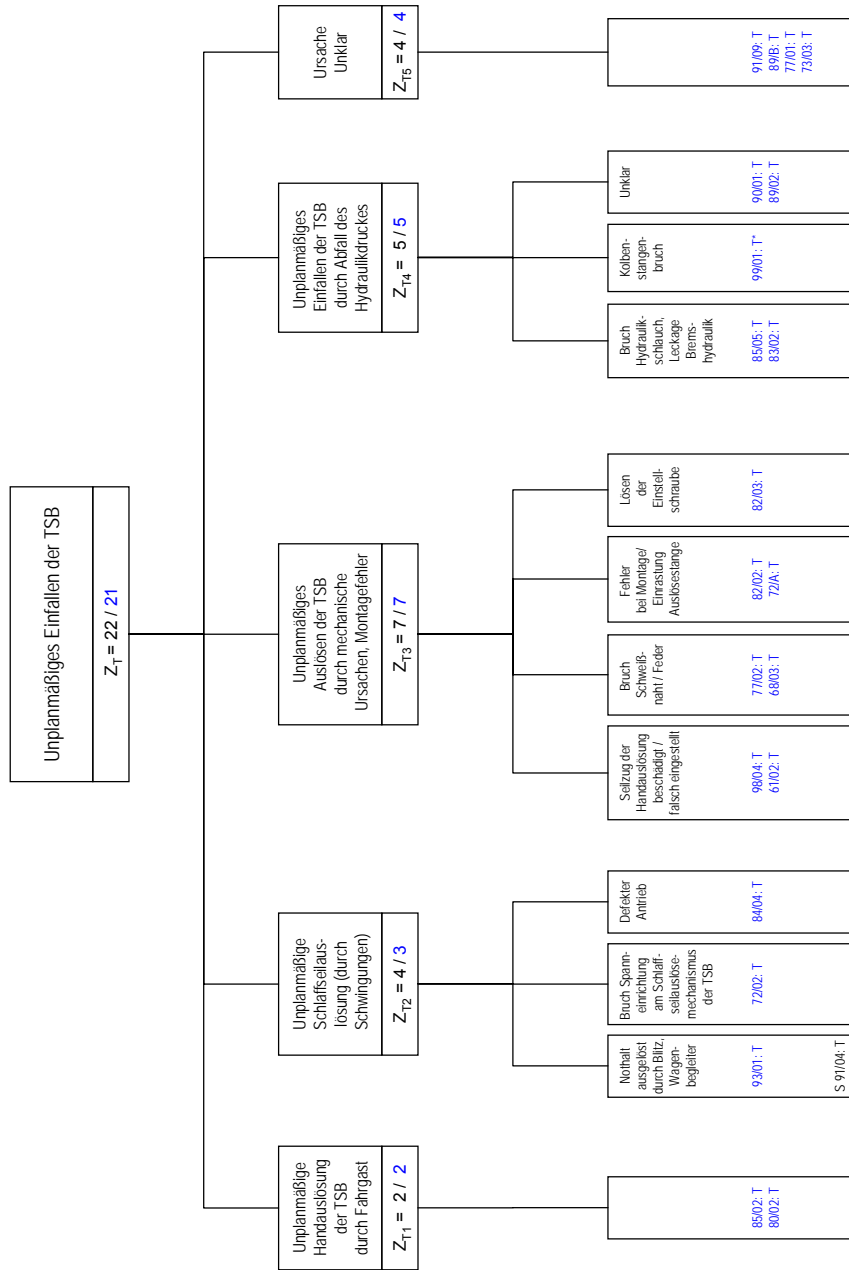 Unplanmäßiges Einfallen der TSB
Z_T = 22 / 21
Unplanmäßige
Handauslösung
der TSB
durch Fahrgast
Z_T1 = 2 / 2
85/02: T
80/02: T
Unplanmäßige
Schlaffseilaus-
lösung (durch
Schwingungen)
Z_T2 = 4 / 3
Nothalt
ausgelöst
durch Blitz,
Wagen-
begleiter
93/01: T
S 91/04: T
Bruch Spann-
einrichtung
am Schlaff-
seilauslöse-
mechanismus
der TSB
72/02: T
Defekter
Antrieb
84/04: T
Unplanmäßiges
Auslösen der TSB
durch mechanische
Ursachen, Montagefehler
Z_T3 = 7 / 7
Seilzug der
Handauslösung
beschädigt /
falsch eingestellt
98/04: T
61/02: T
Bruch
Schweiß-
naht / Feder
77/02: T
68/03: T
Fehler
bei Montage/
Einrastung
Auslösestange
82/02: T
72/A: T
Lösen
der
Einstell-
schraube
82/03: T
Unplanmäßiges
Einfallen der TSB
durch Abfall des
Hydraulikdruckes
Z_T4 = 5 / 5
Bruch
Hydraulik-
schlauch,
Leckage
Brems-
hydraulik
85/05: T
83/02: T
Kolben-
stangen-
bruch
99/01: T*
Unklar
90/01: T
89/02: T
Ursache
Unklar
Z_T5 = 4 / 4
91/09: T
89/B: T
77/01: T
73/03: T